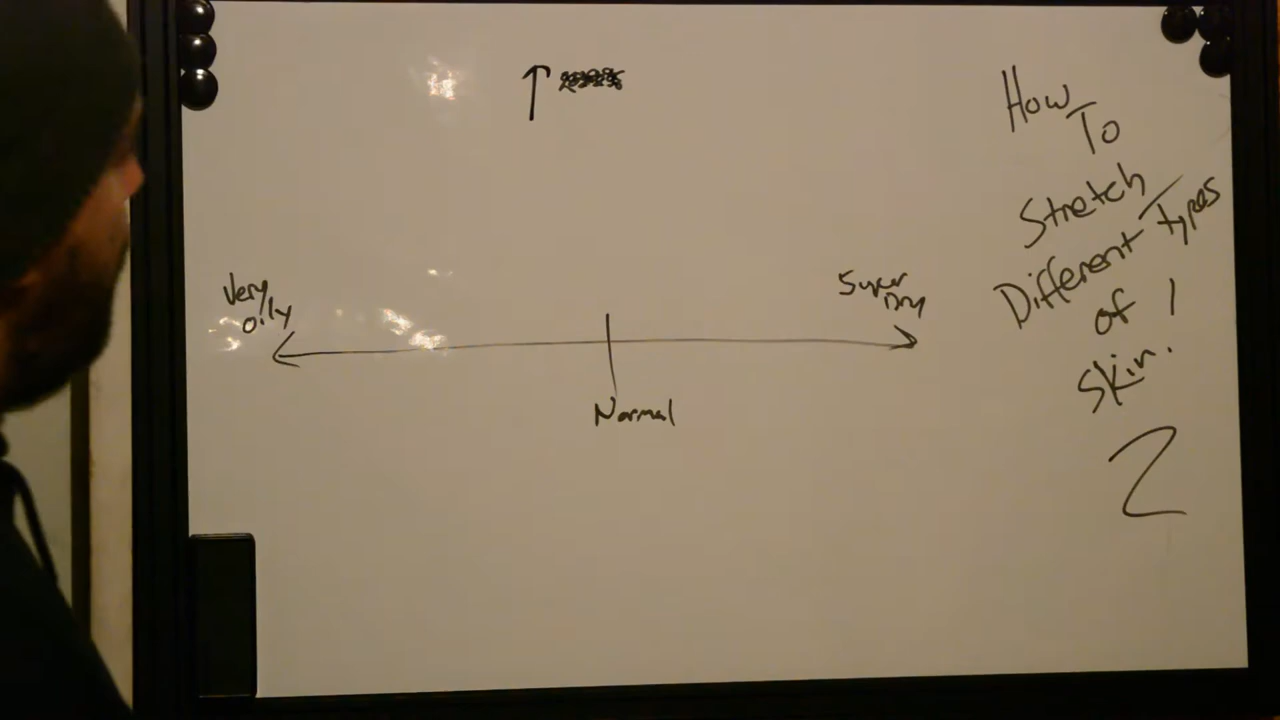 Very
oily
Normal
Super
Dry
How
To
Stretch
Different Types
of
Skin.
2